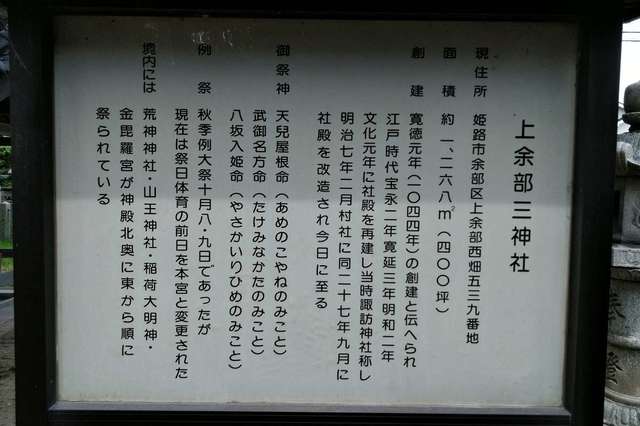 上余部三神社
現住所 姫路市余部区上余部西畑五三九番地
面積 約一、二六八㎡(四〇〇坪)
創建 寛徳元年(一〇四四年)の創建と伝へられ
江戸時代宝永二年寛延三年明和二年
文化元年に社殿を再建し当時諏訪神社称し
明治七年二月村社に同二十七年九月に
社殿を改造され今日に至る
御祭神 天兒屋根命(あめのこやねのみこと)
武御名方命(たけみなかたのみこと)
八坂入姫命(やさかいりひめのみこと)
例祭 秋季例大祭十月八・九日であったが
現在は祭日体育の前日を本宮と変更された
境内には 荒神神社・山王神社・稲荷大明神・
金毘羅宮が神殿北奥に東から順に
祭られている